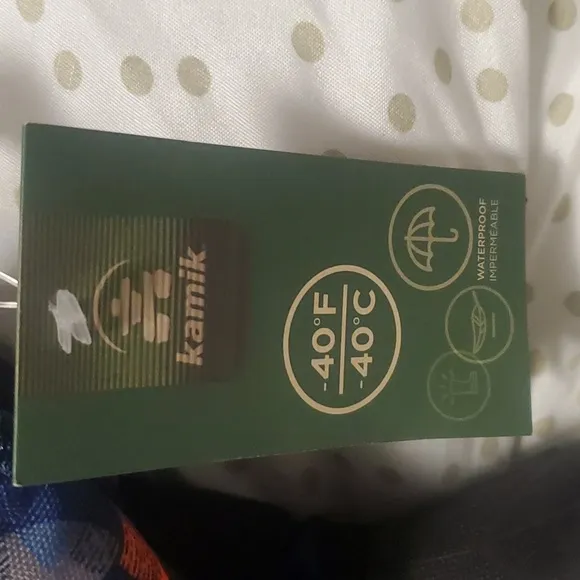 kamik
-40°F
-40°C
WATERPROOF
IMPERMÉABLE